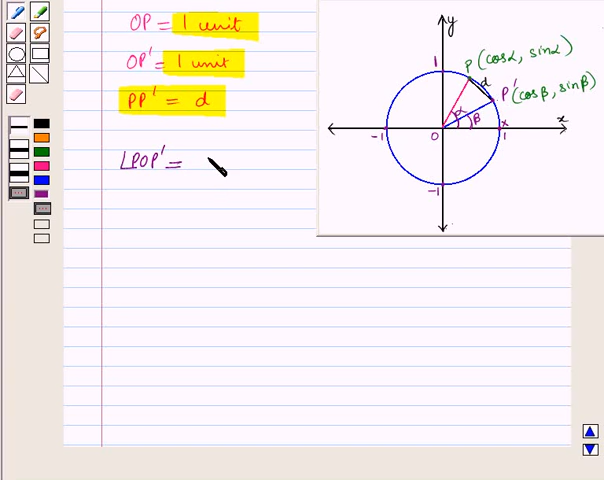 OP = 1 unit
OP' = 1 unit
PP' = d
∠POP' =
y
P (cosα, sinα)
1
d
P' (cosβ, sinβ)
α
β
x
x
-1
O
1
-1